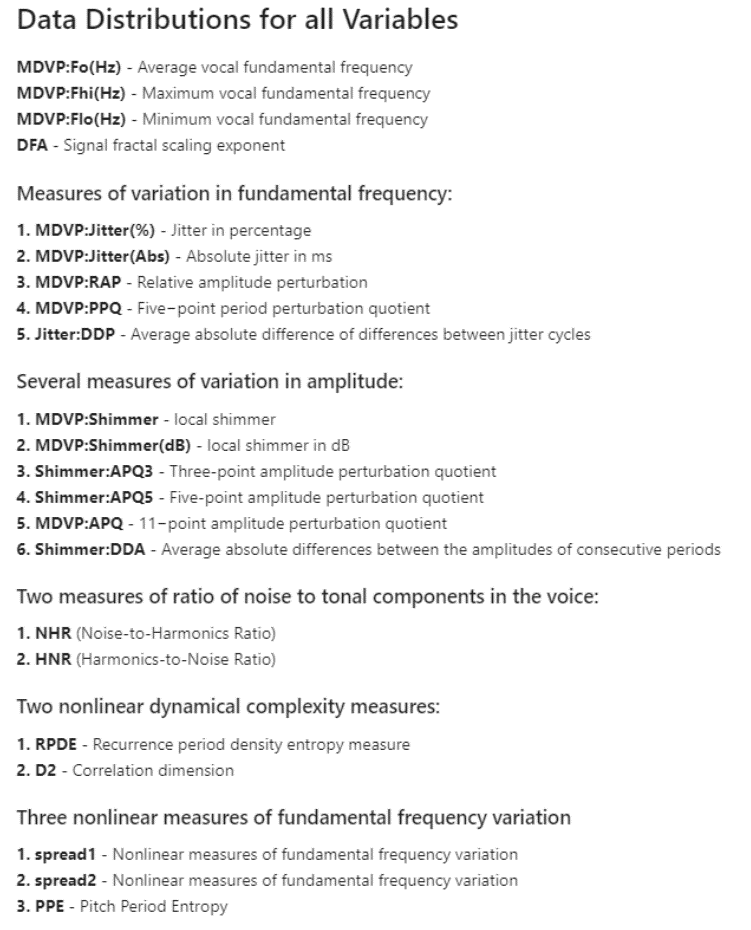 Data Distributions for all Variables
MDVP:Fo(Hz) - Average vocal fundamental frequency
MDVP:Fhi(Hz) - Maximum vocal fundamental frequency
MDVP:Flo(Hz) - Minimum vocal fundamental frequency
DFA - Signal fractal scaling exponent
Measures of variation in fundamental frequency:
1. MDVP:Jitter(%) - Jitter in percentage
2. MDVP:Jitter(Abs) - Absolute jitter in ms
3. MDVP:RAP - Relative amplitude perturbation
4. MDVP:PPQ - Five−point period perturbation quotient
5. Jitter:DDP - Average absolute difference of differences between jitter cycles
Several measures of variation in amplitude:
1. MDVP:Shimmer - local shimmer
2. MDVP:Shimmer(dB) - local shimmer in dB
3. Shimmer:APQ3 - Three-point amplitude perturbation quotient
4. Shimmer:APQ5 - Five-point amplitude perturbation quotient
5. MDVP:APQ - 11−point amplitude perturbation quotient
6. Shimmer:DDA - Average absolute differences between the amplitudes of consecutive periods
Two measures of ratio of noise to tonal components in the voice:
1. NHR (Noise-to-Harmonics Ratio)
2. HNR (Harmonics-to-Noise Ratio)
Two nonlinear dynamical complexity measures:
1. RPDE - Recurrence period density entropy measure
2. D2 - Correlation dimension
Three nonlinear measures of fundamental frequency variation
1. spread1 - Nonlinear measures of fundamental frequency variation
2. spread2 - Nonlinear measures of fundamental frequency variation
3. PPE - Pitch Period Entropy